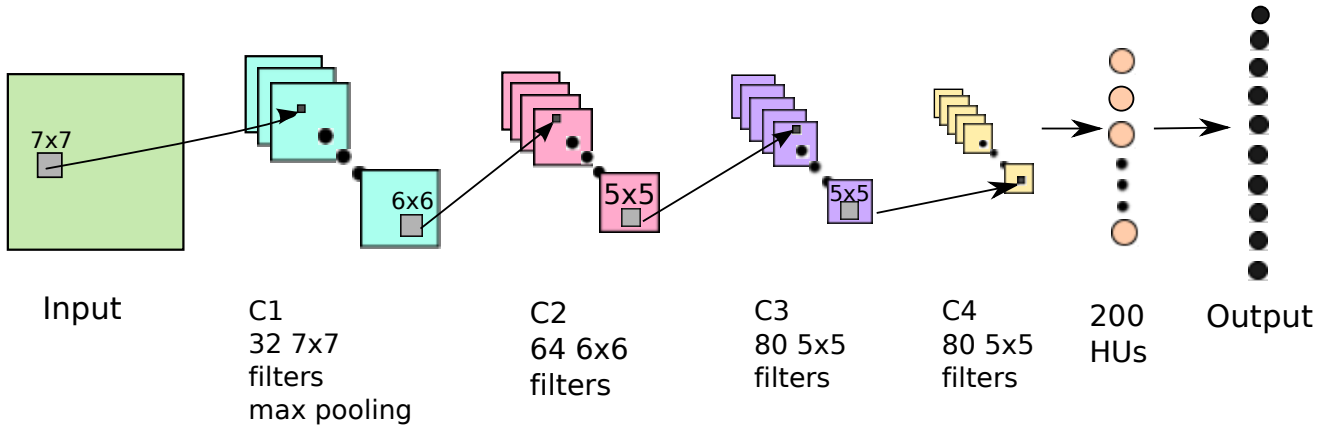 7x7
6x6
5x5
5x5
Input
C1
32 7x7
filters
max pooling
C2
64 6x6
filters
C3
80 5x5
filters
C4
80 5x5
filters
200
HUs
Output